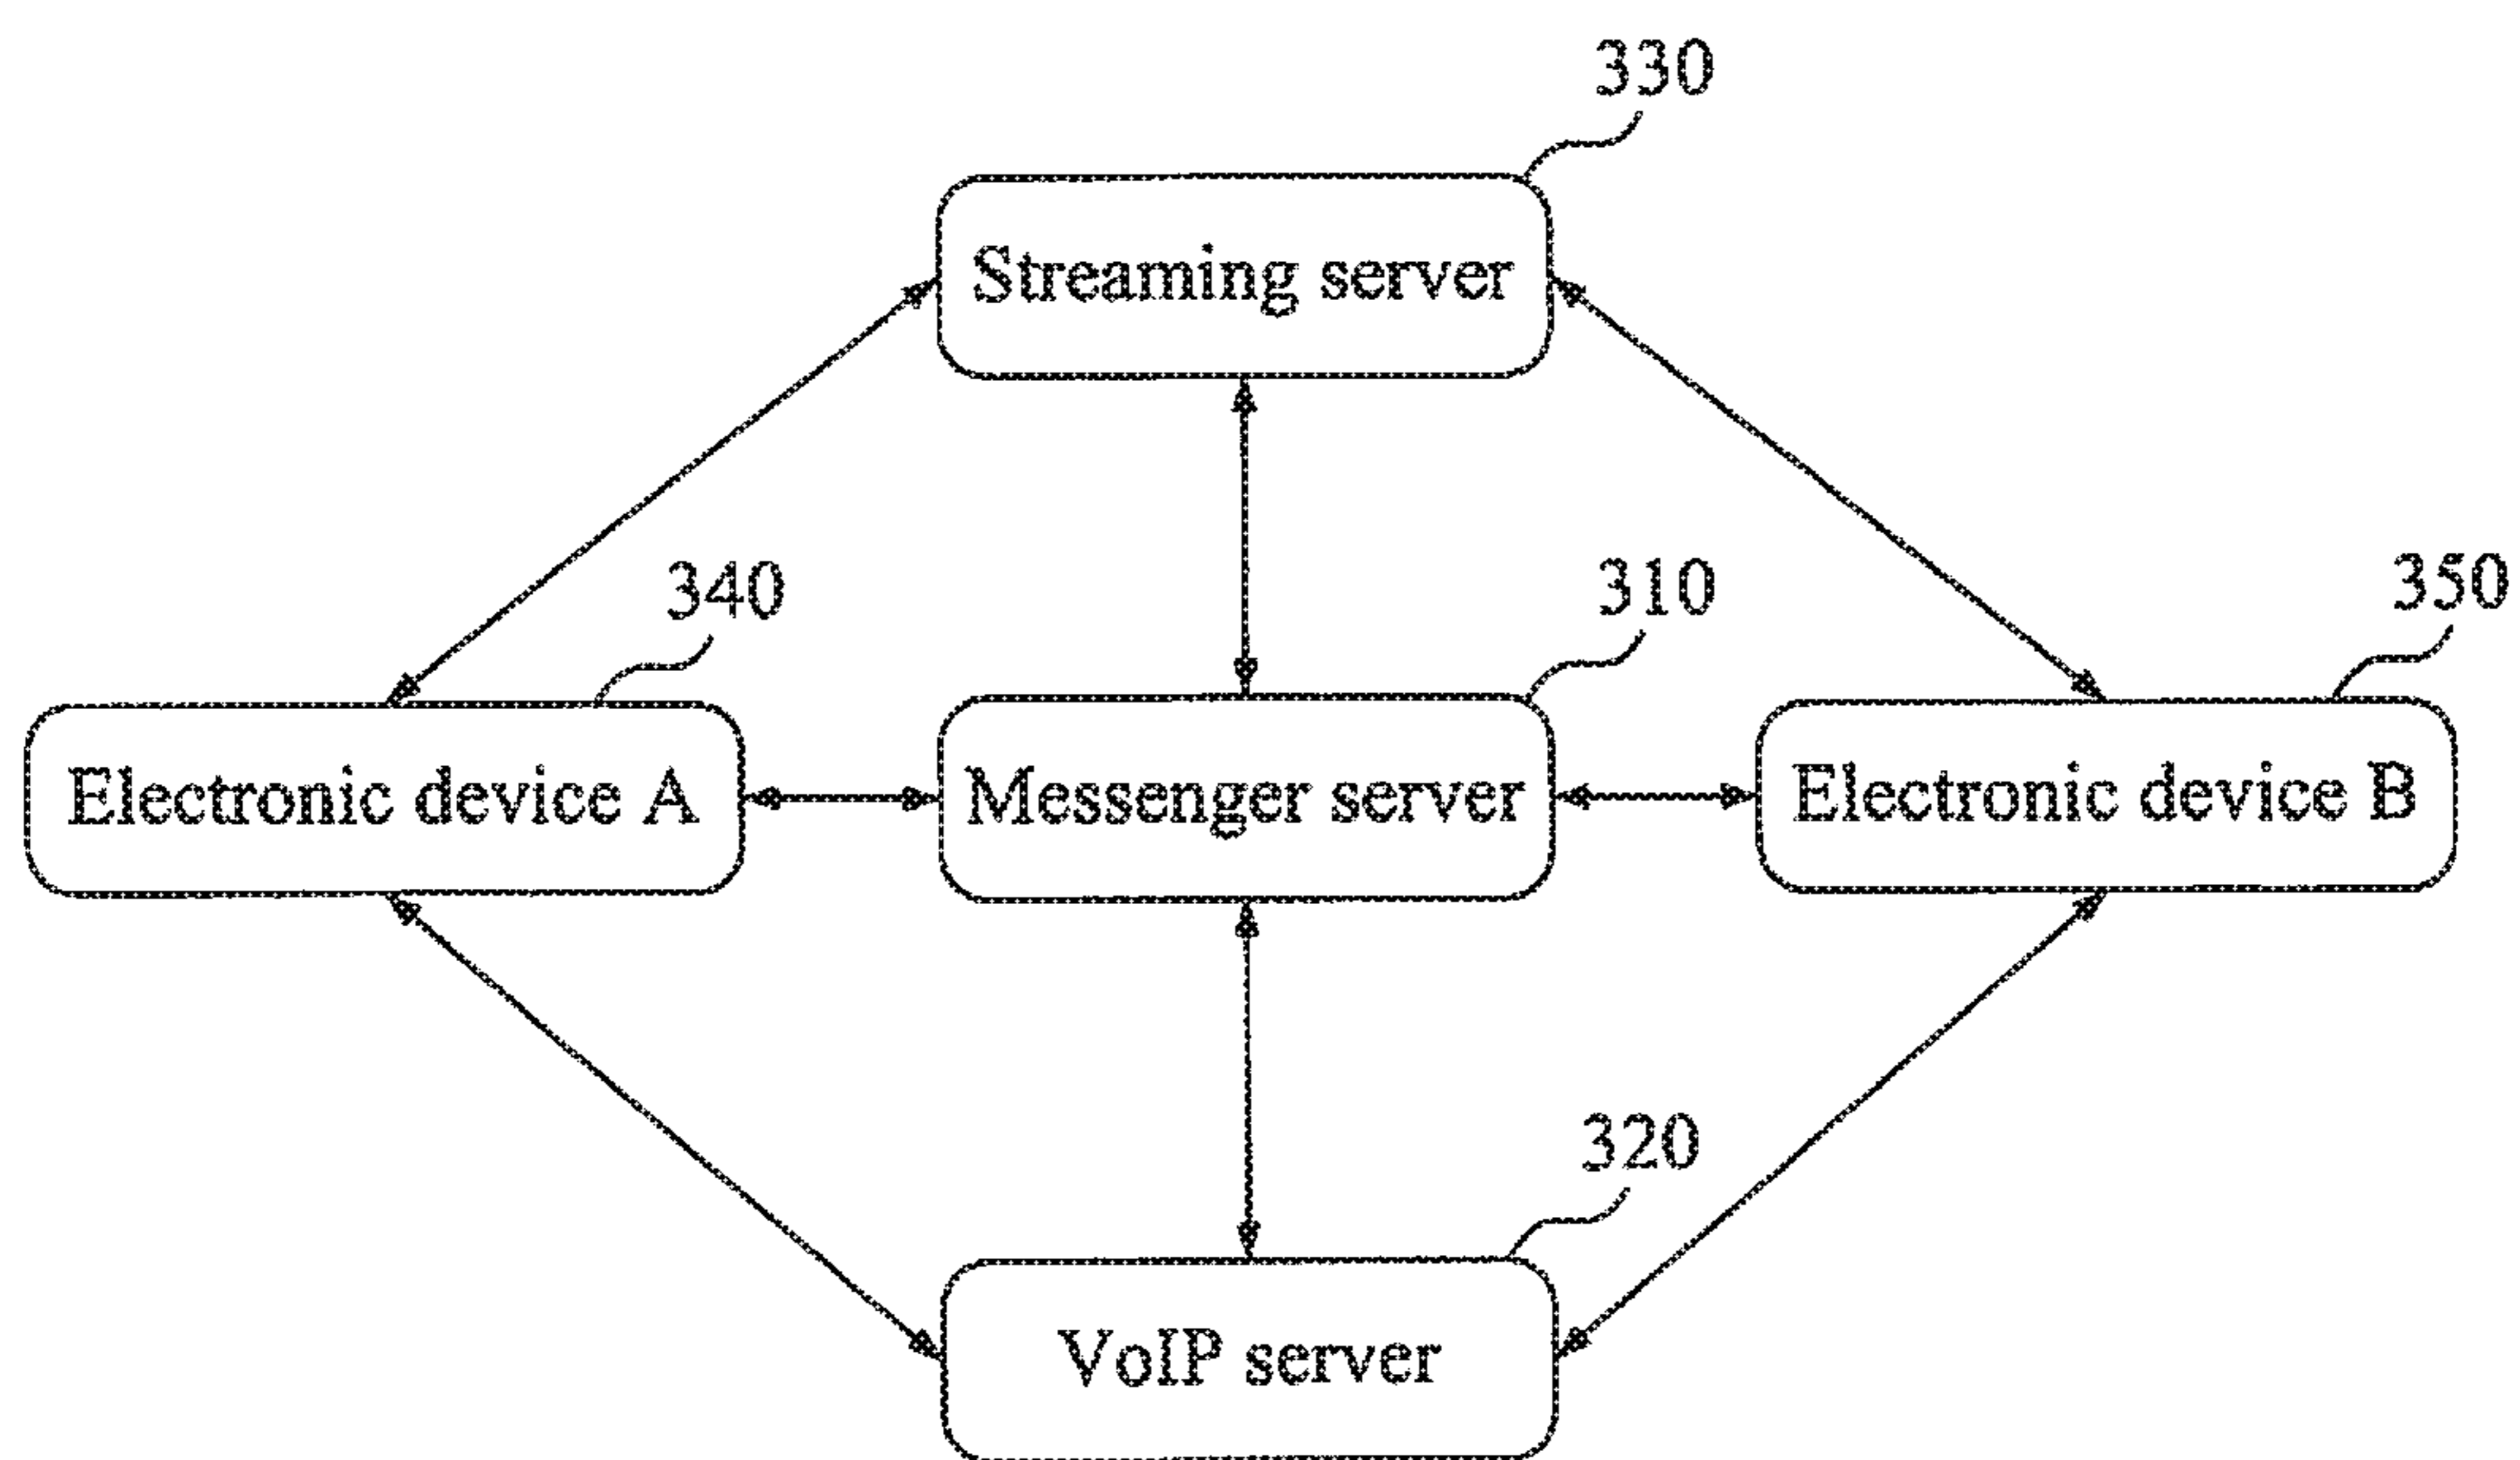 330
Streaming server
340
310
350
Electronic device A
Messenger server
Electronic device B
320
VoIP server